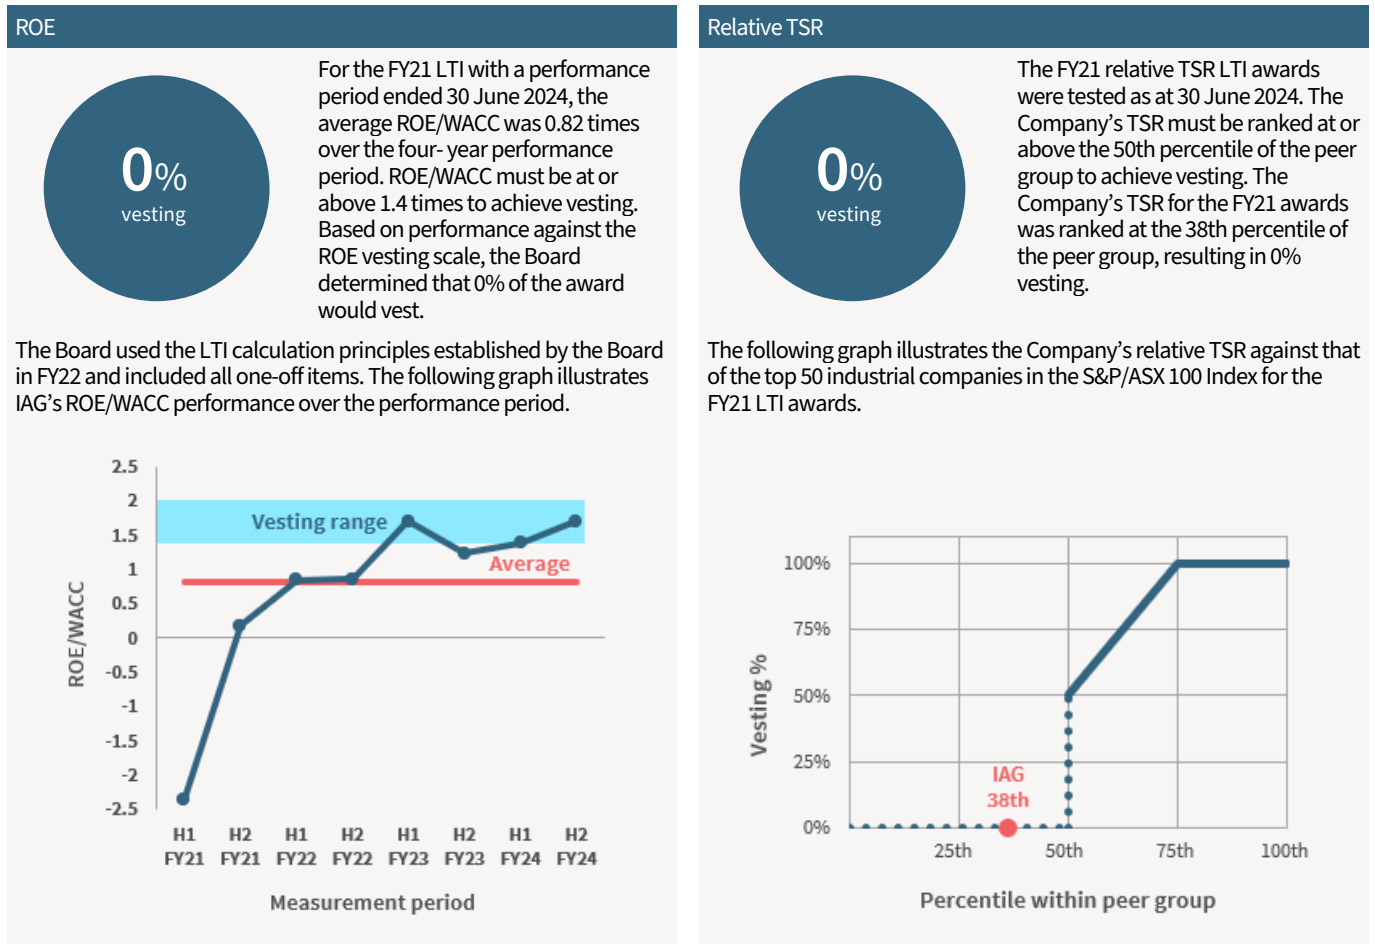 ROE
0%
vesting
For the FY21 LTI with a performance
period ended 30 June 2024, the
average ROE/WACC was 0.82 times
over the four- year performance
period. ROE/WACC must be at or
above 1.4 times to achieve vesting.
Based on performance against the
ROE vesting scale, the Board
determined that 0% of the award
would vest.
The Board used the LTI calculation principles established by the Board
in FY22 and included all one-off items. The following graph illustrates
IAG’s ROE/WACC performance over the performance period.
2.5
2
1.5
1
0.5
0
-0.5
-1
-1.5
-2
-2.5
ROE/WACC
Vesting range
Average
H1 H2 H1 H2 H1 H2 H1 H2
FY21 FY21 FY22 FY22 FY23 FY23 FY24 FY24
Measurement period
Relative TSR
0%
vesting
The FY21 relative TSR LTI awards
were tested as at 30 June 2024. The
Company’s TSR must be ranked at or
above the 50th percentile of the peer
group to achieve vesting. The
Company’s TSR for the FY21 awards
was ranked at the 38th percentile of
the peer group, resulting in 0%
vesting.
The following graph illustrates the Company’s relative TSR against that
of the top 50 industrial companies in the S&P/ASX 100 Index for the
FY21 LTI awards.
100%
75%
50%
25%
0%
Vesting %
IAG
38th
25th 50th 75th 100th
Percentile within peer group